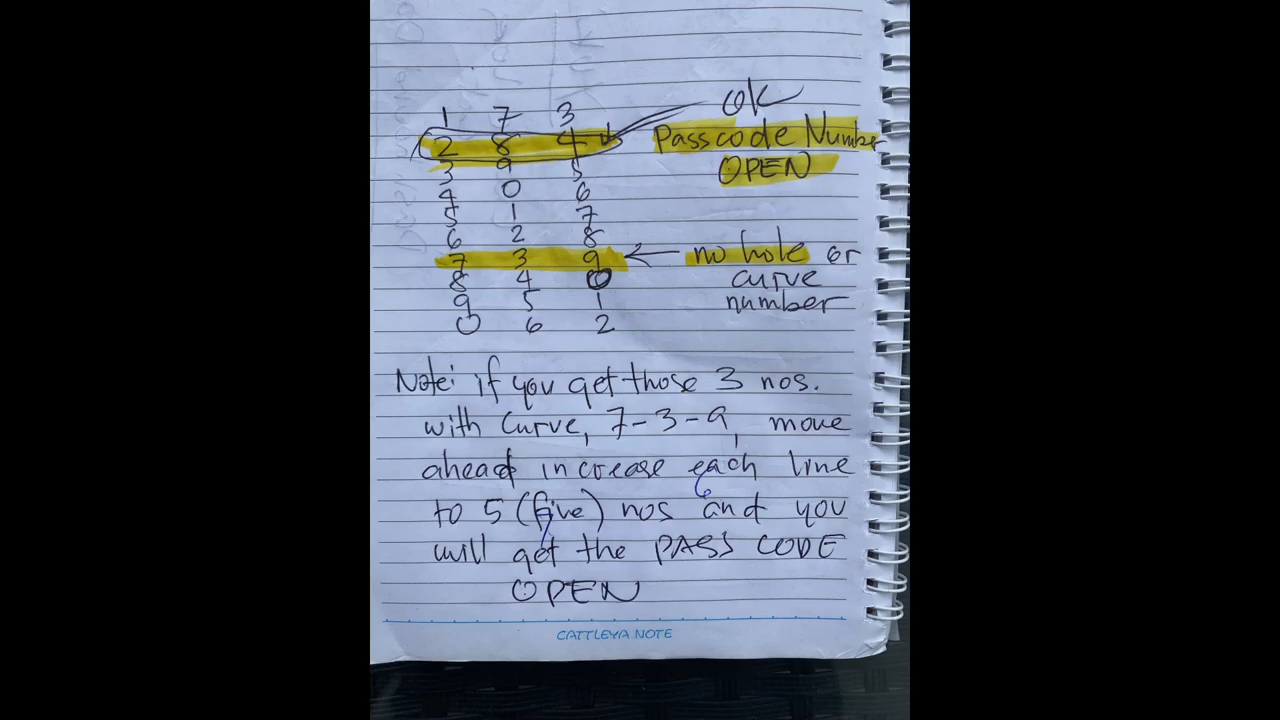 OK
1 7 3
2 8 4 Passcode Number
3 9 5 OPEN
4 0 6
5 1 7
6 2 8
7 3 9 ← no hole or
8 4 0 curve
9 5 1 number
0 6 2
Note: if you get those 3 nos.
with curve, 7-3-9, move
ahead increase each line
to 5 (five) nos and you
will get the PASS CODE
OPEN
CATTLEYA NOTE